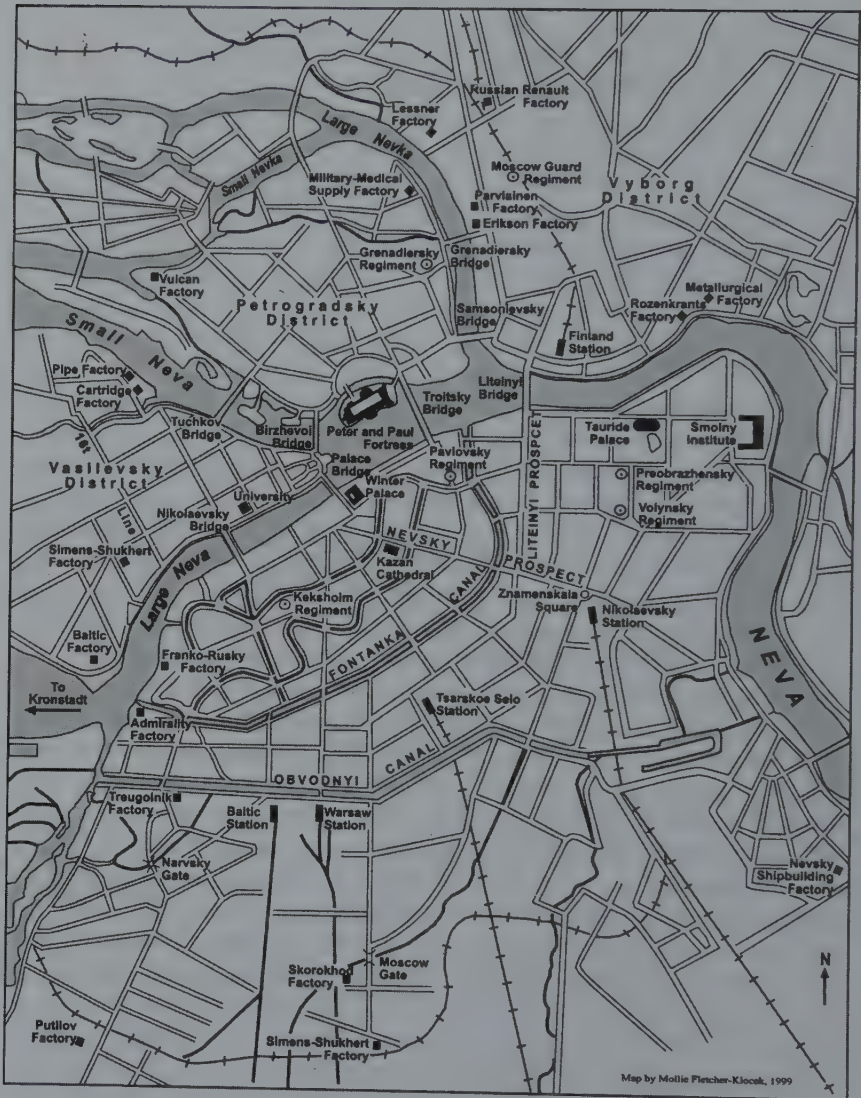 Russian Renault
Factory
Lessner
Factory
Large Nevka
Small Nevka
Military-Medical
Supply Factory
Moscow Guard
Regiment
Vyborg
District
Parviainen
Factory
Erikson Factory
Grenadiersky
Regiment
Grenadiersky
Bridge
Vulcan
Factory
Petrogradsky
District
Samsonievsky
Bridge
Metallurgical
Factory
Rozenkrants
Factory
Finland
Station
Small Neva
Pipe Factory
Cartridge
Factory
Tuchkov
Bridge
Birzhevoi
Bridge
Peter and Paul
Fortress
Troitsky
Bridge
Liteinyi
Bridge
LITEINYI PROSPCET
Tauride
Palace
Smolny
Institute
1st
Line
Vasilevsky
District
Palace
Bridge
Winter
Palace
Pavlovsky
Regiment
Preobrazhensky
Regiment
Volynsky
Regiment
University
Nikolaevsky
Bridge
NEVSKY
PROSPECT
Kazan
Cathedral
Simens-Shukhert
Factory
Large Neva
Keksholm
Regiment
Znamenskaia
Square
Nikolaevsky
Station
FONTANKA
CANAL
Baltic
Factory
Franko-Rusky
Factory
NEVA
To
Kronstadt
Admirality
Factory
Tsarskoe Selo
Station
OBVODNYI
CANAL
Treugolnik
Factory
Baltic
Station
Warsaw
Station
Narvsky
Gate
Nevsky
Shipbuilding
Factory
Moscow
Gate
Skorokhod
Factory
N
Putilov
Factory
Simens-Shukhert
Factory
Map by Mollie Fletcher-Klocek, 1999